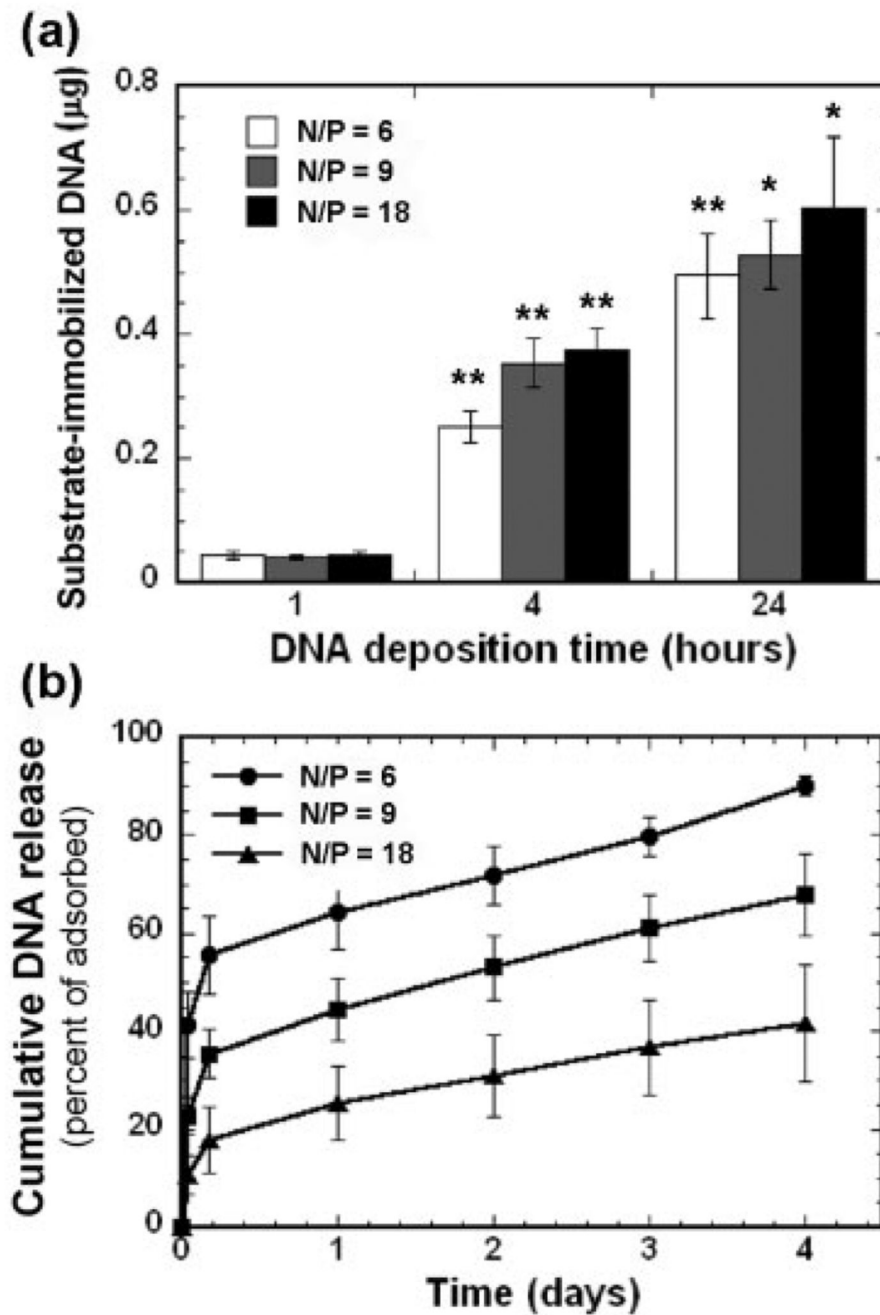 (a)
Substrate-immobilized DNA (μg)
0.8
0.6
0.4
0.2
0
N/P = 6
N/P = 9
N/P = 18
** ** ** ** * *
1 4 24
DNA deposition time (hours)
(b)
Cumulative DNA release
(percent of adsorbed)
100
80
60
40
20
0
N/P = 6
N/P = 9
N/P = 18
0 1 2 3 4
Time (days)